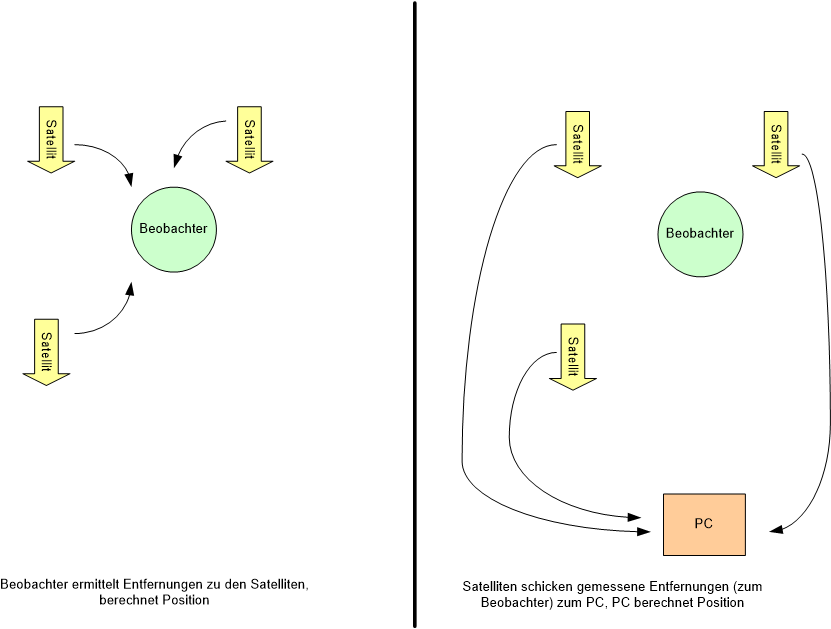 Satellit
Satellit
Beobachter
Satellit
Beobachter ermittelt Entfernungen zu den Satelliten,
berechnet Position
Satellit
Satellit
Beobachter
Satellit
PC
Satelliten schicken gemessene Entfernungen (zum
Beobachter) zum PC, PC berechnet Position